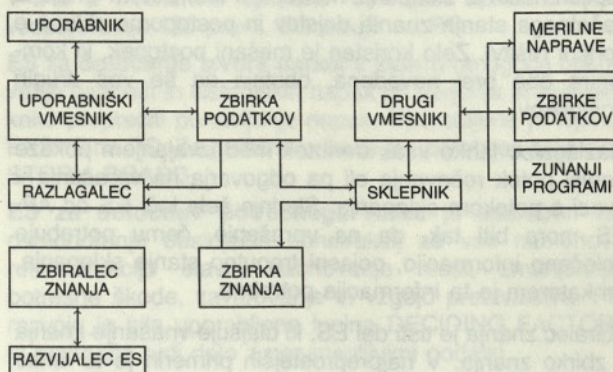 UPORABNIK
UPORABNIŠKI
VMESNIK
RAZLAGALEC
ZBIRALEC
ZNANJA
RAZVIJALEC ES
ZBIRKA
PODATKOV
ZBIRKA
ZNANJA
DRUGI
VMESNIKI
SKLEPNIK
MERILNE
NAPRAVE
ZBIRKE
PODATKOV
ZUNANJI
PROGRAMI